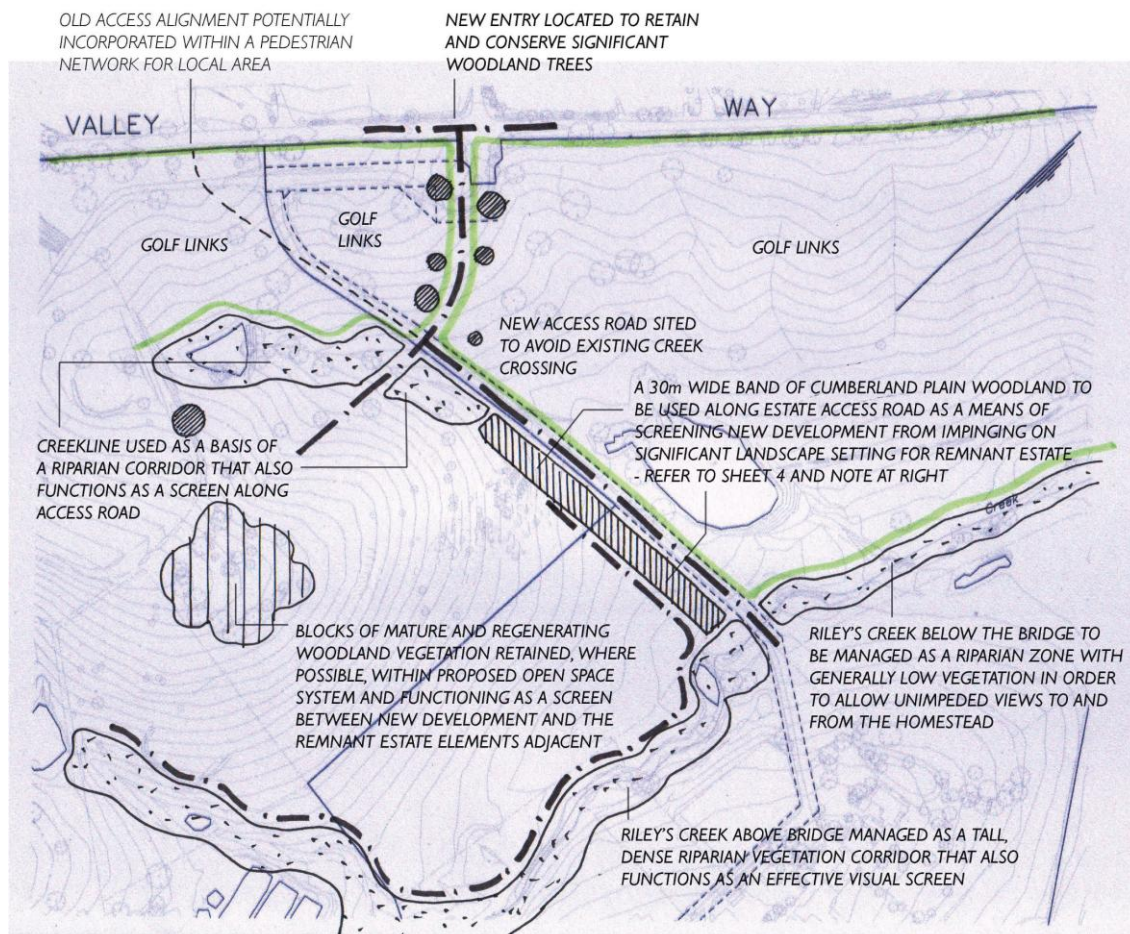 OLD ACCESS ALIGNMENT POTENTIALLY
INCORPORATED WITHIN A PEDESTRIAN
NETWORK FOR LOCAL AREA
NEW ENTRY LOCATED TO RETAIN
AND CONSERVE SIGNIFICANT
WOODLAND TREES
VALLEY
WAY
GOLF LINKS
GOLF
LINKS
GOLF LINKS
NEW ACCESS ROAD SITED
TO AVOID EXISTING CREEK
CROSSING
A 30m WIDE BAND OF CUMBERLAND PLAIN WOODLAND TO
BE USED ALONG ESTATE ACCESS ROAD AS A MEANS OF
SCREENING NEW DEVELOPMENT FROM IMPINGING ON
SIGNIFICANT LANDSCAPE SETTING FOR REMNANT ESTATE
- REFER TO SHEET 4 AND NOTE AT RIGHT
CREEKLINE USED AS A BASIS OF
A RIPARIAN CORRIDOR THAT ALSO
FUNCTIONS AS A SCREEN ALONG
ACCESS ROAD
Creek
BLOCKS OF MATURE AND REGENERATING
WOODLAND VEGETATION RETAINED, WHERE
POSSIBLE, WITHIN PROPOSED OPEN SPACE
SYSTEM AND FUNCTIONING AS A SCREEN
BETWEEN NEW DEVELOPMENT AND THE
REMNANT ESTATE ELEMENTS ADJACENT
RILEY'S CREEK BELOW THE BRIDGE TO
BE MANAGED AS A RIPARIAN ZONE WITH
GENERALLY LOW VEGETATION IN ORDER
TO ALLOW UNIMPEDED VIEWS TO AND
FROM THE HOMESTEAD
RILEY'S CREEK ABOVE BRIDGE MANAGED AS A TALL,
DENSE RIPARIAN VEGETATION CORRIDOR THAT ALSO
FUNCTIONS AS AN EFFECTIVE VISUAL SCREEN